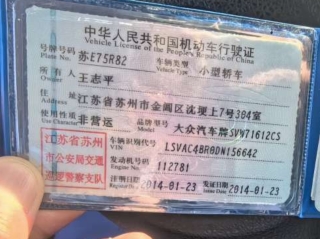 中华人民共和国机动车行驶证
Vehicle License of the People's Republic of China
号牌号码 苏E75R82 车辆类型 小型轿车
Plate No. Vehicle Type
所有人 王志平
Owner
住址 江苏省苏州市金阊区沈垻上7号304室
Address
使用性质 非营运 品牌型号 大众汽车牌SVW71612CS
Use Character Model
江苏省苏州 车辆识别代号 LSVAC4BR0DN156642
VIN
市公安局交通 发动机号码 112781
Engine No.
巡逻警察支队 注册日期 2014-01-23 发证日期 2014-01-23
Register Date Issue Date